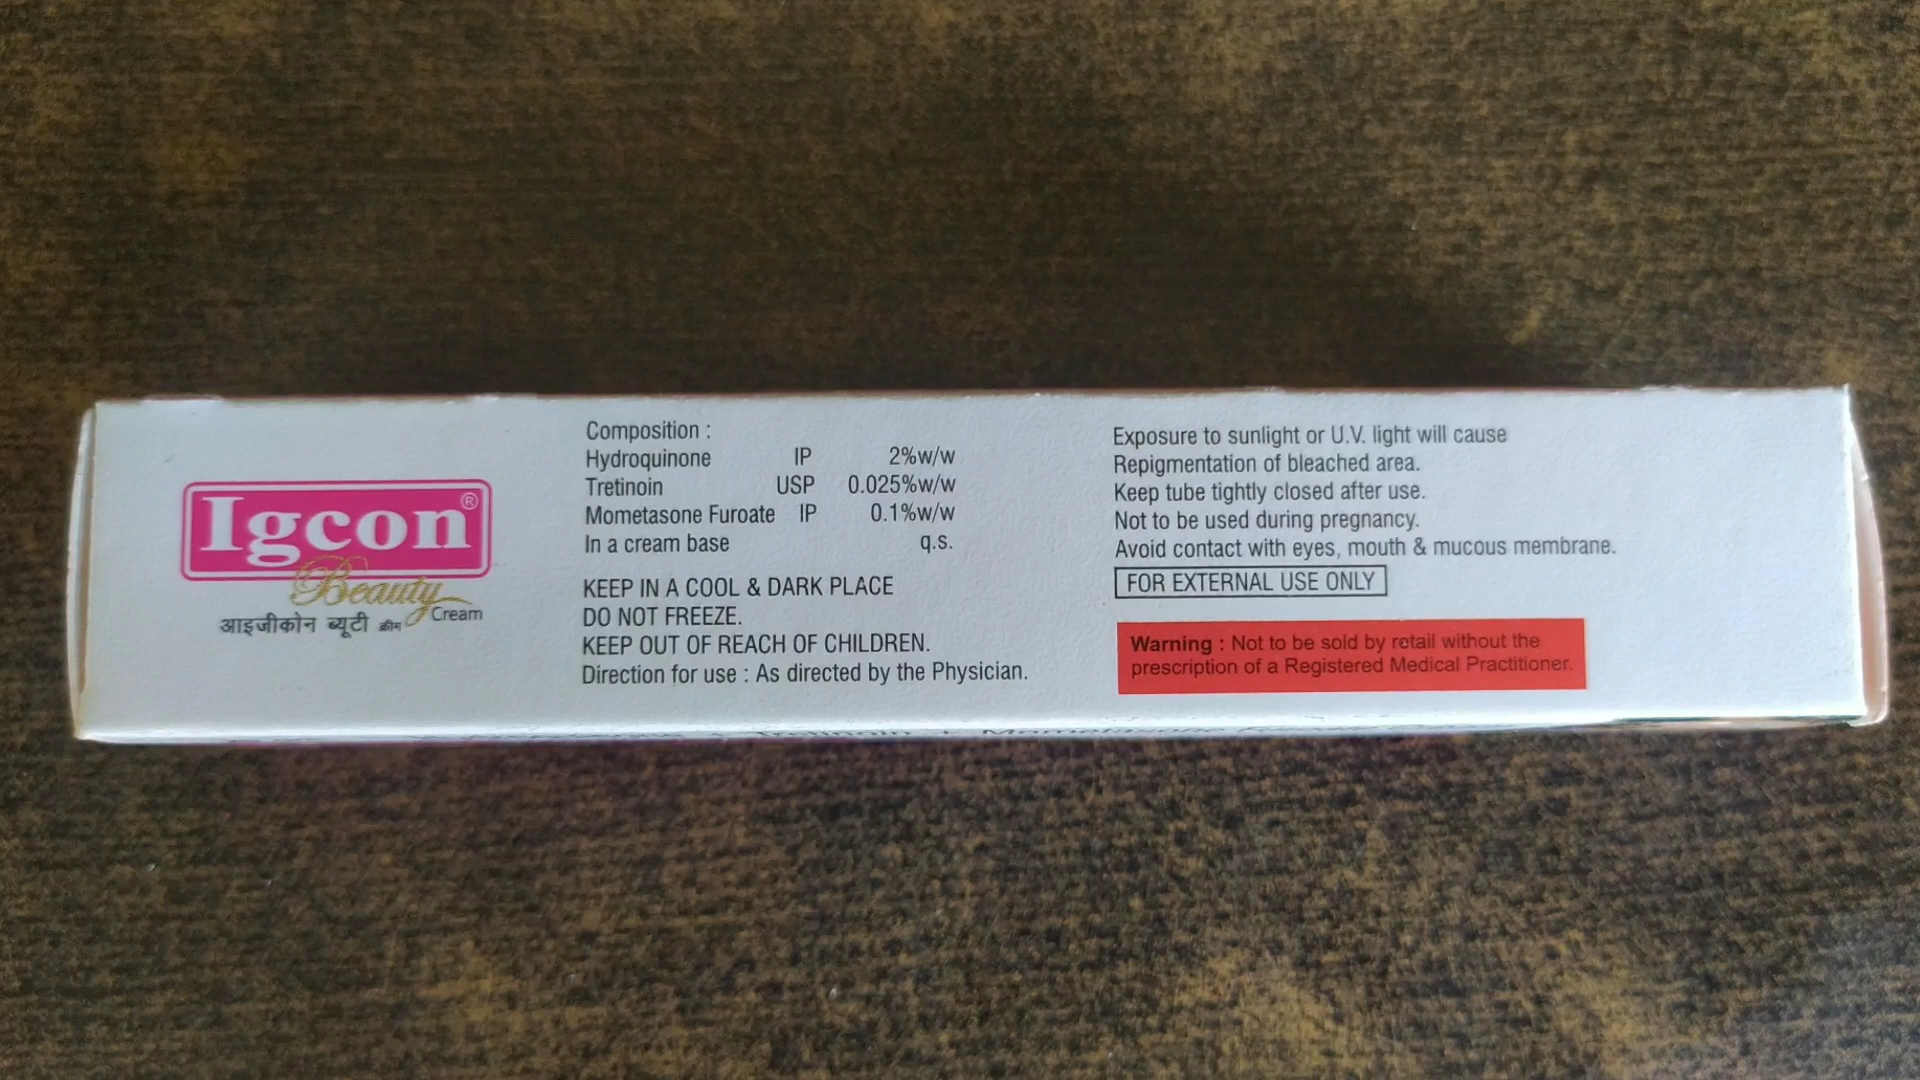 Igcon®
Beauty
Cream
आइजीकोन ब्यूटी क्रीम
Composition :
Hydroquinone IP 2%w/w
Tretinoin USP 0.025%w/w
Mometasone Furoate IP 0.1%w/w
In a cream base q.s.
KEEP IN A COOL & DARK PLACE
DO NOT FREEZE.
KEEP OUT OF REACH OF CHILDREN.
Direction for use : As directed by the Physician.
Exposure to sunlight or U.V. light will cause
Repigmentation of bleached area.
Keep tube tightly closed after use.
Not to be used during pregnancy.
Avoid contact with eyes, mouth & mucous membrane.
FOR EXTERNAL USE ONLY
Warning : Not to be sold by retail without the
prescription of a Registered Medical Practitioner.
+ Tretinoin + Mometasone